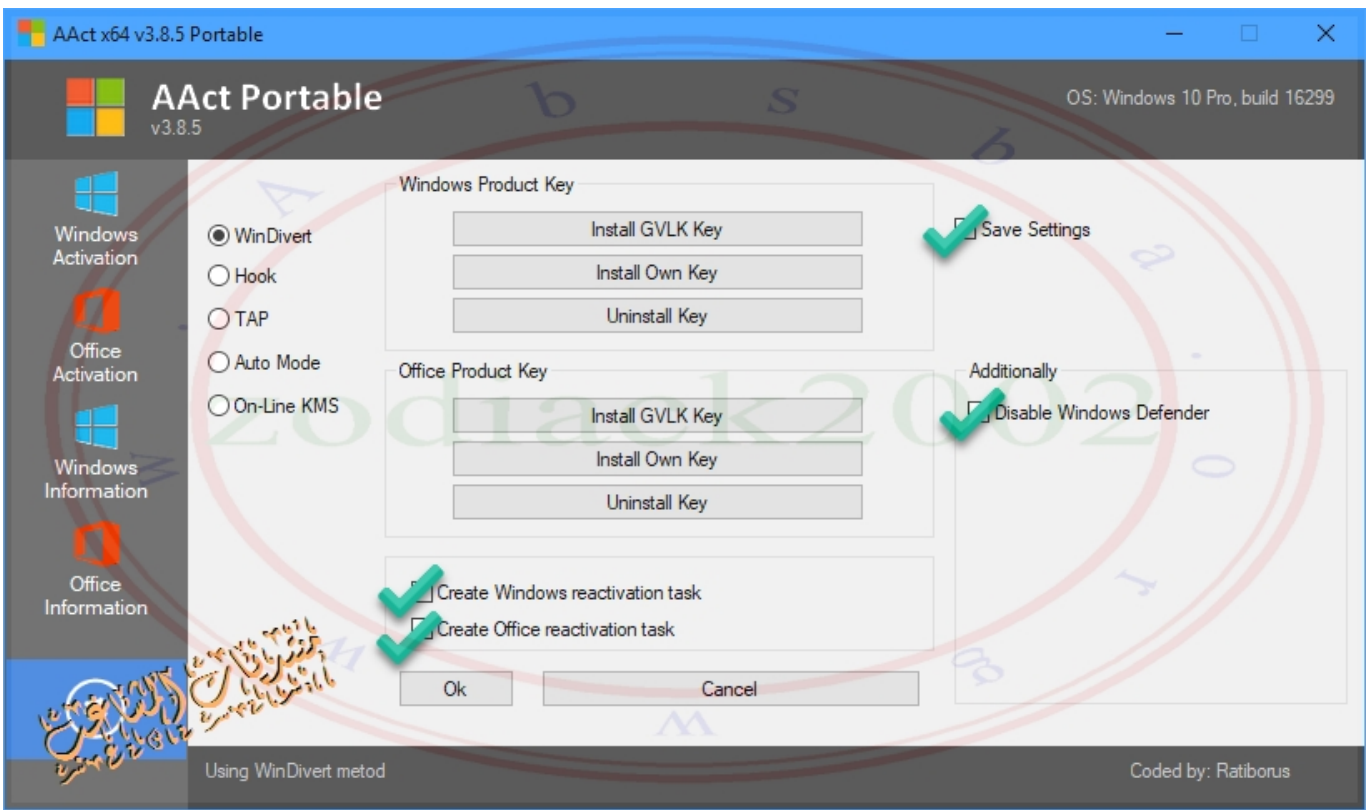 AAct x64 v3.8.5 Portable
AAct Portable
v3.8.5
OS: Windows 10 Pro, build 16299
Windows
Activation
Office
Activation
Windows
Information
Office
Information
WinDivert
Hook
TAP
Auto Mode
On-Line KMS
Windows Product Key
Install GVLK Key
Install Own Key
Uninstall Key
Office Product Key
Install GVLK Key
Install Own Key
Uninstall Key
Create Windows reactivation task
Create Office reactivation task
Ok
Cancel
Save Settings
Additionally
Disable Windows Defender
Using WinDivert metod
Coded by: Ratiborus
zodiack2002